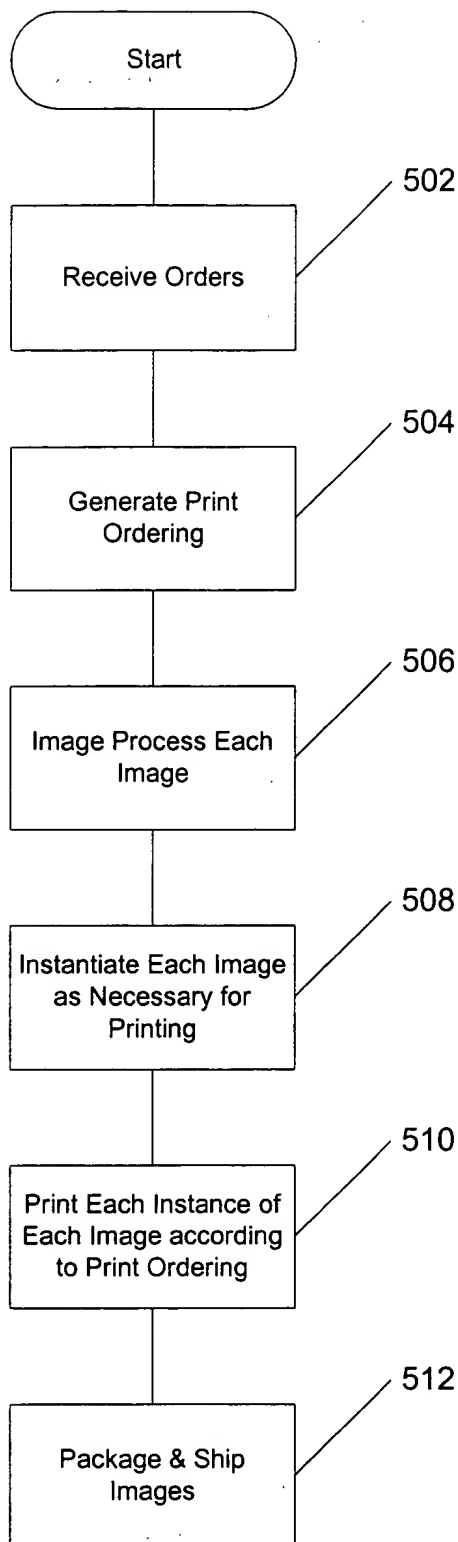 Start
502
Receive Orders
504
Generate Print
Ordering
506
Image Process Each
Image
508
Instantiate Each Image
as Necessary for
Printing
510
Print Each Instance of
Each Image according
to Print Ordering
512
Package & Ship
Images